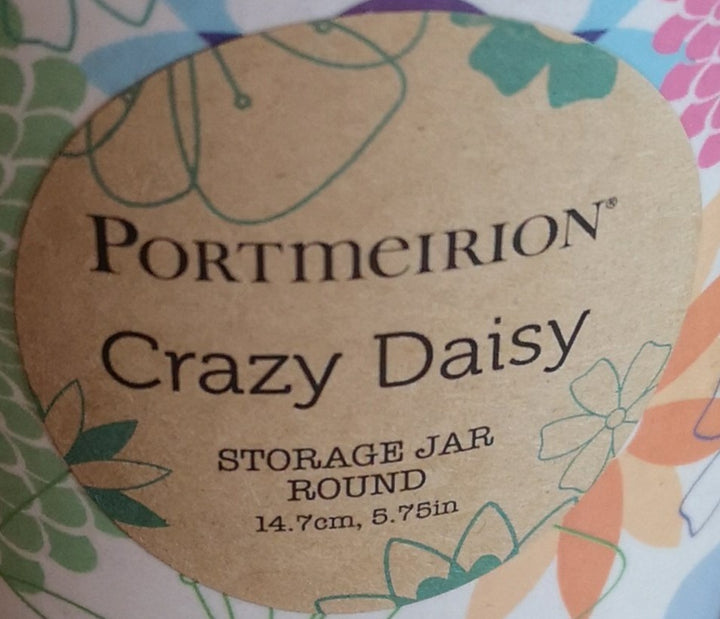 PORTMEIRION®
Crazy Daisy
STORAGE JAR
ROUND
14.7cm, 5.75in